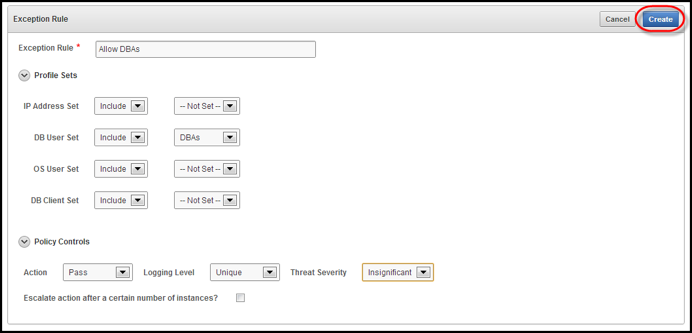 Exception Rule Cancel Create
Exception Rule * Allow DBAs
Profile Sets
IP Address Set Include -- Not Set --
DB User Set Include DBAs
OS User Set Include -- Not Set --
DB Client Set Include -- Not Set --
Policy Controls
Action Pass Logging Level Unique Threat Severity Insignificant
Escalate action after a certain number of instances?